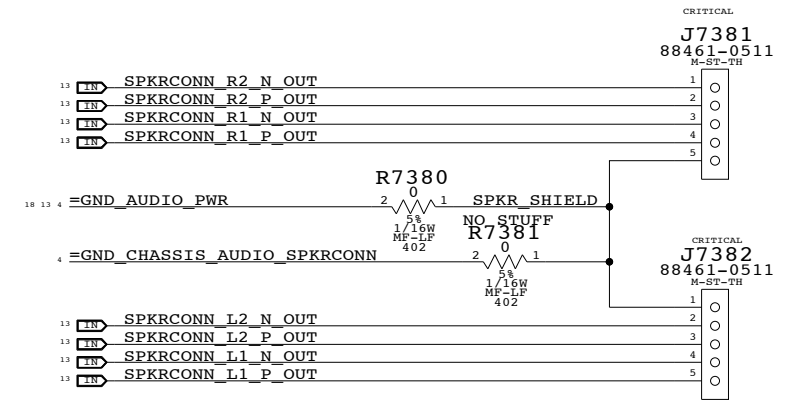 CRITICAL
J7381
88461-0511
M-ST-TH
13 IN SPKRCONN_R2_N_OUT 1
13 IN SPKRCONN_R2_P_OUT 2
13 IN SPKRCONN_R1_N_OUT 3
13 IN SPKRCONN_R1_P_OUT 4
5
R7380
0
18 13 4 =GND_AUDIO_PWR 2 1 SPKR_SHIELD
5%
1/16W
MF-LF
402
NO STUFF
R7381
0
4 =GND_CHASSIS_AUDIO_SPKRCONN 2 1
5%
1/16W
MF-LF
402
CRITICAL
J7382
88461-0511
M-ST-TH
1
13 IN SPKRCONN_L2_N_OUT 2
13 IN SPKRCONN_L2_P_OUT 3
13 IN SPKRCONN_L1_N_OUT 4
13 IN SPKRCONN_L1_P_OUT 5